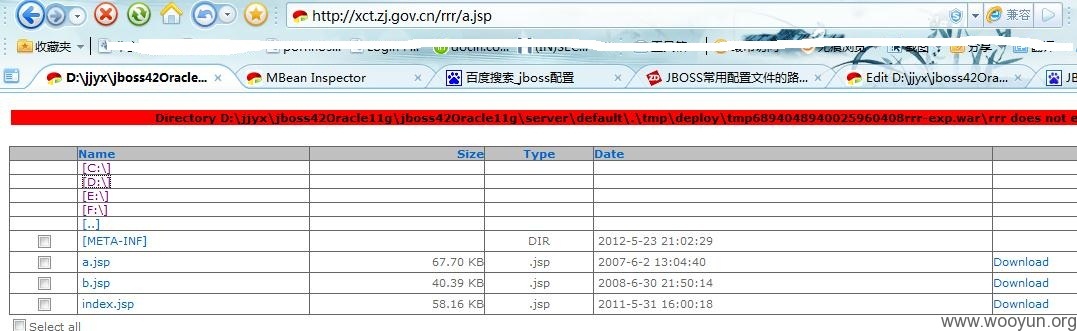 http://xct.zj.gov.cn/rrr/a.jsp 兼容
收藏夹
D:\jjyx\jboss42Oracle... MBean Inspector 百度搜索_jboss配置 JBOSS常用配置文件的路... Edit D:\jjyx\jboss42Ora...
Directory D:\jjyx\jboss42Oracle11g\jboss42Oracle11g\server\default\.\tmp\deploy\tmp6894048940025960408rrr-exp.war\rrr does not e
Name Size Type Date
[C:\]
[D:\]
[E:\]
[F:\]
[..]
[META-INF] DIR 2012-5-23 21:02:29
a.jsp 67.70 KB .jsp 2007-6-2 13:04:40 Download
b.jsp 40.39 KB .jsp 2008-6-30 21:50:14 Download
index.jsp 58.16 KB .jsp 2011-5-31 16:00:18 Download
Select all
www.wooyun.org